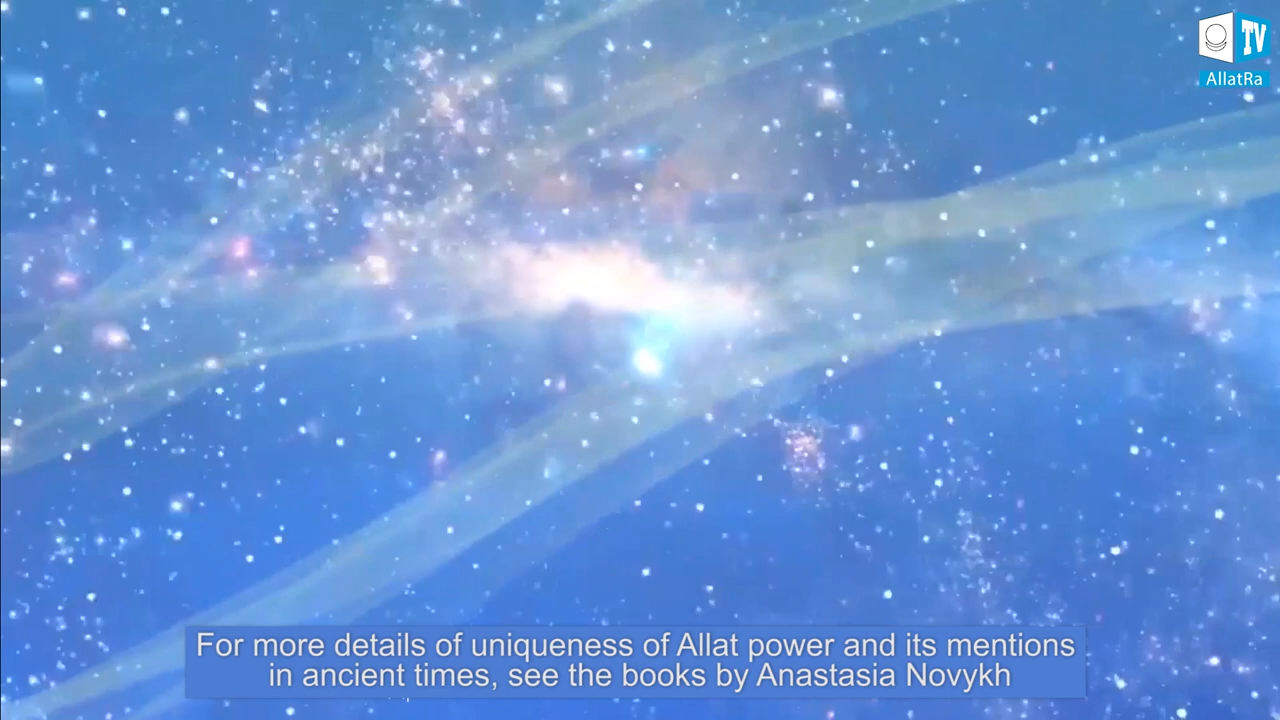 TV
AllatRa
For more details of uniqueness of Allat power and its mentions
in ancient times, see the books by Anastasia Novykh